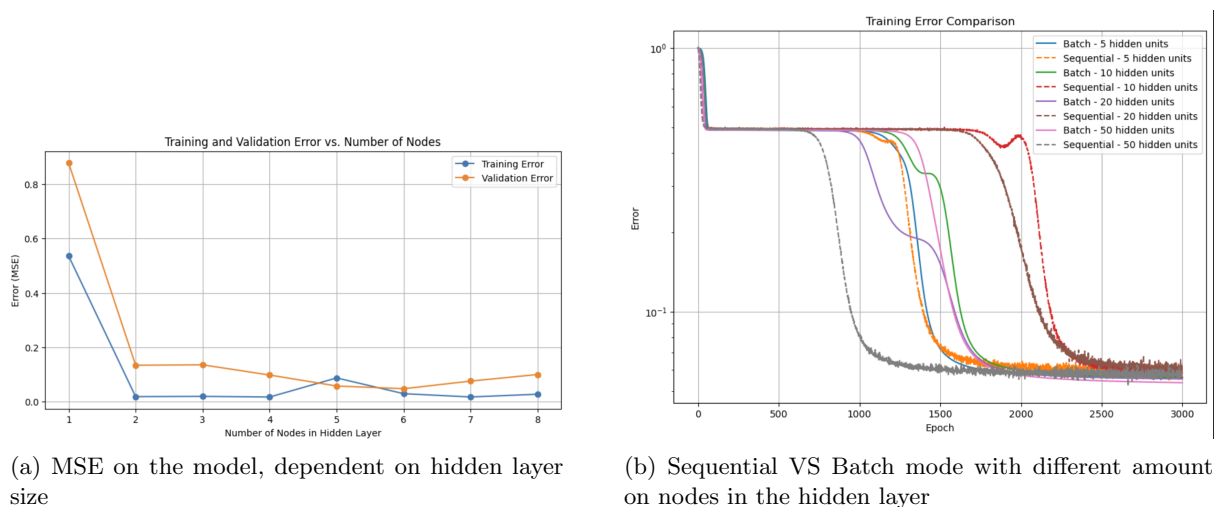 Training and Validation Error vs. Number of Nodes
Training Error
Validation Error
Error (MSE)
0.8
0.6
0.4
0.2
0.0
1 2 3 4 5 6 7 8
Number of Nodes in Hidden Layer
(a) MSE on the model, dependent on hidden layer
size
Training Error Comparison
Batch - 5 hidden units
Sequential - 5 hidden units
Batch - 10 hidden units
Sequential - 10 hidden units
Batch - 20 hidden units
Sequential - 20 hidden units
Batch - 50 hidden units
Sequential - 50 hidden units
Error
10⁰
10⁻¹
0 500 1000 1500 2000 2500 3000
Epoch
(b) Sequential VS Batch mode with different amount
on nodes in the hidden layer